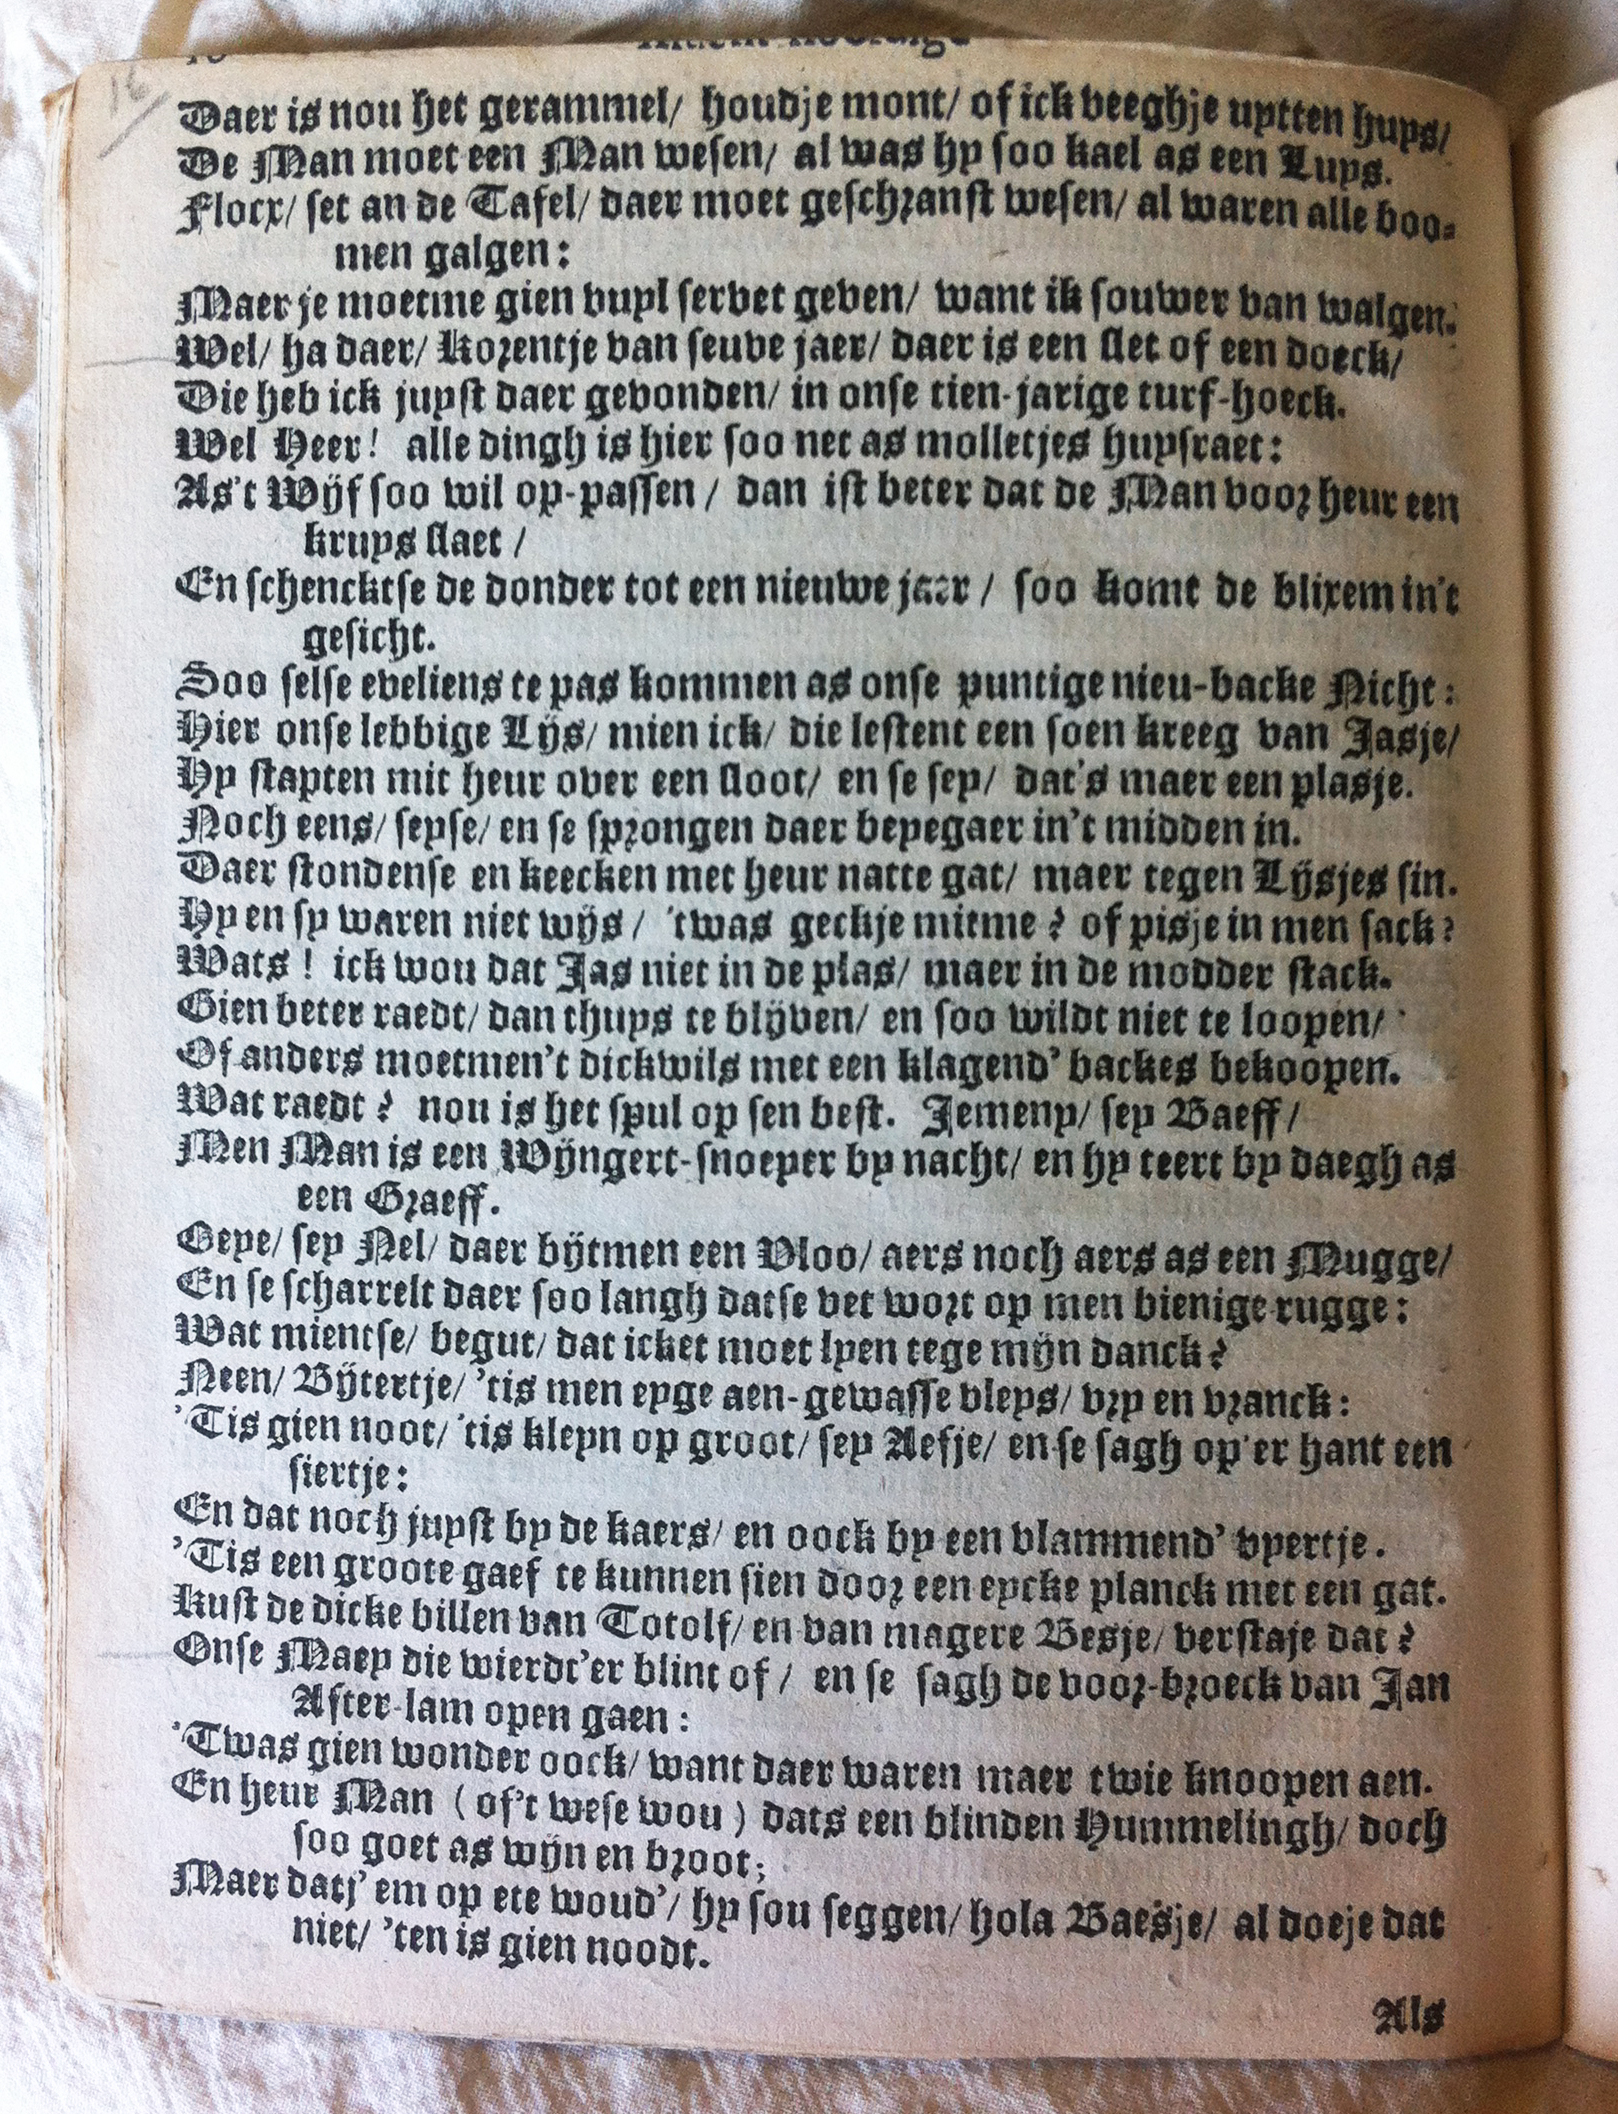 16
Daer is nou het gerammel/ houdje mont/ of ick veeghje uytten huys/
De Man moet een Man wesen/ al was hy soo kael as een Luys.
Flocx/ set an de Tafel/ daer moet geschranst wesen/ al waren alle boo-
men galgen:
Maer je moetme gien vuyl servet geven/ want ik souwer van walgen.
Wel/ ha daer/ Korentje van seuve jaer/ daer is een slet of een doeck/
Die heb ick juyst daer gevonden/ in onse tien-jarige turf-hoeck.
Wel Heer! alle dingh is hier soo net as molletjes huysraet:
As't Wijf soo wil op-passen/ dan ist beter dat de Man voor heur een
kruys slaet/
En schencktse de donder tot een nieuwe jaer/ soo komt de blixem in't
gesicht.
Soo selse eveliens te pas kommen as onse puntige nieu-backe Nicht:
Hier onse lebbige Lijs/ mien ick/ die lestent een soen kreeg van Jasje/
Hy stapten mit heur over een sloot/ en se sey/ dat's maer een plasje.
Noch eens/ seyse/ en se sprongen daer beyegaer in't midden in.
Daer stondense en keecken met heur natte gat/ maer tegen Lijsjes sin.
Hy en sy waren niet wijs/ 'twas geckje mitme? of pisje in men sack?
Wats! ick wou dat Jas niet in de plas/ maer in de modder stack.
Gien beter raedt/ dan thuys te blijven/ en soo wildt niet te loopen/
Of anders moetmen't dickwils met een klagend' backes bekoopen.
Wat raedt? nou is het spul op sen best. Jemeny/ sey Baeff/
Men Man is een Wijngert-snoeper by nacht/ en hy teert by daegh as
een Graeff.
Oeye/ sey Nel/ daer bijtmen een Vloo/ aers noch aers as een Mugge/
En se scharrelt daer soo langh datse vet wort op men bienige rugge:
Wat mientse/ begut/ dat icket moet lyen tege mijn danck?
Neen/ Bijtertje/ 'tis men eyge aen-gewasse vleys/ vry en vranck:
'Tis gien noot/ 'tis kleyn op groot/ sey Aefje/ en se sagh op'er hant een
siertje:
En dat noch juyst by de kaers/ en oock by een vlammend' vyertje.
'Tis een groote gaef te kunnen sien door een eycke planck met een gat.
Kust de dicke billen van Totolf/ en van magere Besje/ verstaje dat?
Onse Maey die wierdt'er blint of/ en se sagh de voor-broeck van Jan
After-lam open gaen:
'Twas gien wonder oock/ want daer waren maer twie knoopen aen.
En heur Man (of't wese wou) dats een blinden Hummelingh/ doch
soo goet as wijn en broot;
Maer datj' em op ete woud'/ hy sou seggen/ hola Baesje/ al doeje dat
niet/ 'ten is gien noodt.
Als